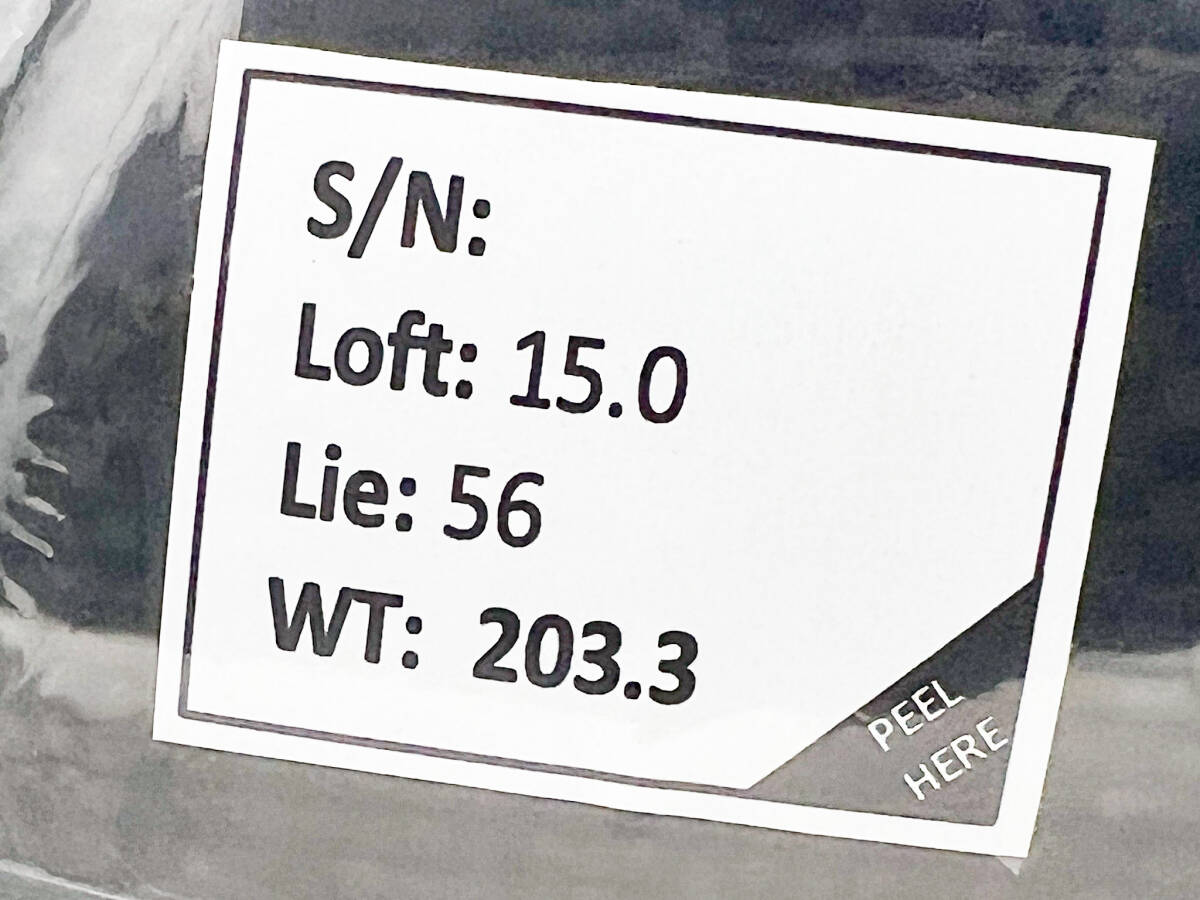 S/N:
Loft: 15.0
Lie: 56
WT: 203.3
PEEL
HERE